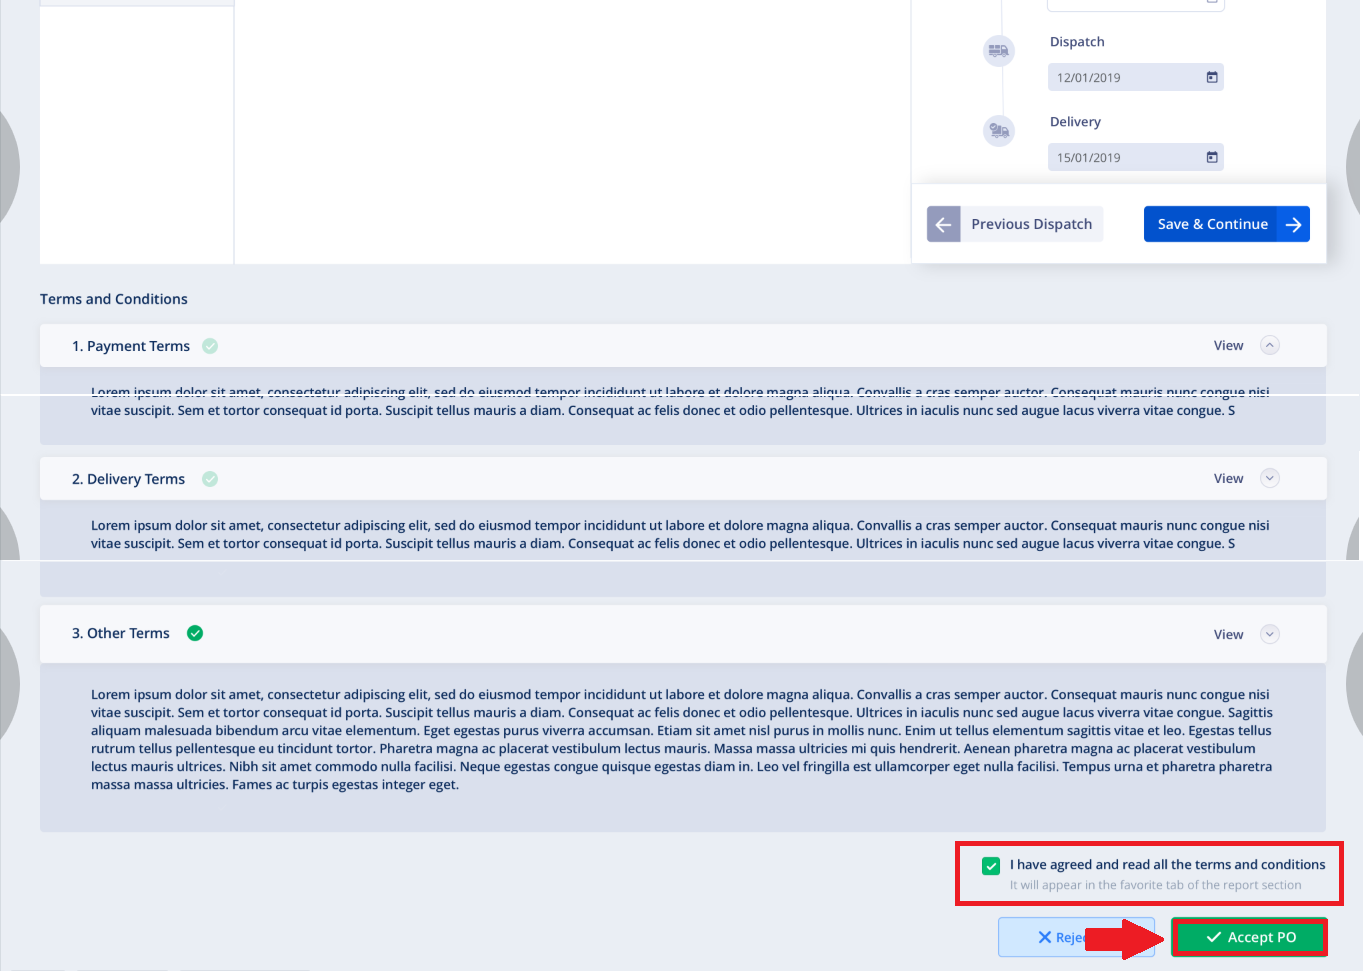 Dispatch
12/01/2019
Delivery
15/01/2019
Previous Dispatch
Save & Continue
Terms and Conditions
1. Payment Terms
View
Lorem ipsum dolor sit amet, consectetur adipiscing elit, sed do eiusmod tempor incididunt ut labore et dolore magna aliqua. Convallis a cras semper auctor. Consequat mauris nunc congue nisi
vitae suscipit. Sem et tortor consequat id porta. Suscipit tellus mauris a diam. Consequat ac felis donec et odio pellentesque. Ultrices in iaculis nunc sed augue lacus viverra vitae congue. S
2. Delivery Terms
View
Lorem ipsum dolor sit amet, consectetur adipiscing elit, sed do eiusmod tempor incididunt ut labore et dolore magna aliqua. Convallis a cras semper auctor. Consequat mauris nunc congue nisi
vitae suscipit. Sem et tortor consequat id porta. Suscipit tellus mauris a diam. Consequat ac felis donec et odio pellentesque. Ultrices in iaculis nunc sed augue lacus viverra vitae congue. S
3. Other Terms
View
Lorem ipsum dolor sit amet, consectetur adipiscing elit, sed do eiusmod tempor incididunt ut labore et dolore magna aliqua. Convallis a cras semper auctor. Consequat mauris nunc congue nisi
vitae suscipit. Sem et tortor consequat id porta. Suscipit tellus mauris a diam. Consequat ac felis donec et odio pellentesque. Ultrices in iaculis nunc sed augue lacus viverra vitae congue. Sagittis
aliquam malesuada bibendum arcu vitae elementum. Eget egestas purus viverra accumsan. Etiam sit amet nisl purus in mollis nunc. Enim ut tellus elementum sagittis vitae et leo. Egestas tellus
rutrum tellus pellentesque eu tincidunt tortor. Pharetra magna ac placerat vestibulum lectus mauris. Massa massa ultricies mi quis hendrerit. Aenean pharetra magna ac placerat vestibulum
lectus mauris ultrices. Nibh sit amet commodo nulla facilisi. Neque egestas congue quisque egestas diam in. Leo vel fringilla est ullamcorper eget nulla facilisi. Tempus urna et pharetra pharetra
massa massa ultricies. Fames ac turpis egestas integer eget.
I have agreed and read all the terms and conditions
It will appear in the favorite tab of the report section
Accept PO